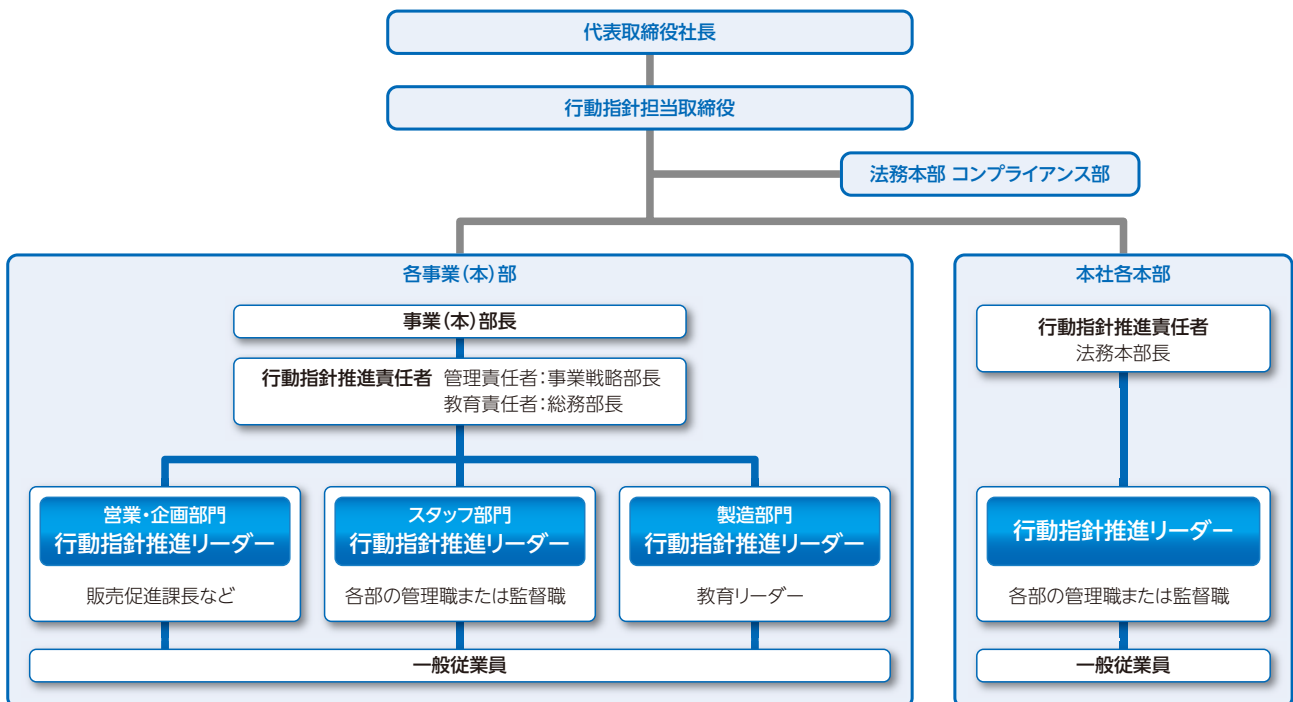 代表取締役社長
行動指針担当取締役
法務本部 コンプライアンス部
各事業(本)部
事業(本)部長
行動指針推進責任者 管理責任者:事業戦略部長
教育責任者:総務部長
営業・企画部門
行動指針推進リーダー
販売促進課長など
スタッフ部門
行動指針推進リーダー
各部の管理職または監督職
製造部門
行動指針推進リーダー
教育リーダー
一般従業員
本社各本部
行動指針推進責任者
法務本部長
行動指針推進リーダー
各部の管理職または監督職
一般従業員